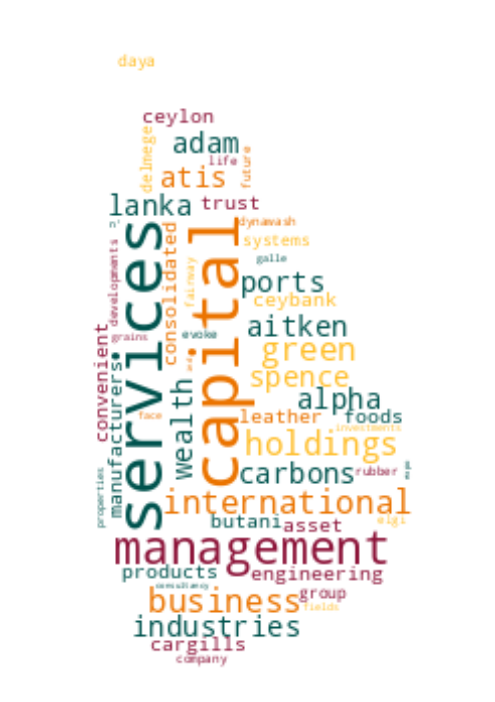 daya
ceylon
delmege
adam
life
future
atis
lanka
trust
n'
services
capital
dynawash
developments
consolidated
systems
galle
fairway
ports
ceybank
convenient
grains
evoke
aitken
green
manufacturers
wealth
spence
alpha
face
leather
foods
investments
holdings
properties
carbons
rubber
international
butani
asset
elgi
management
products
engineering
consultancy
business
group
fields
industries
cargills
company